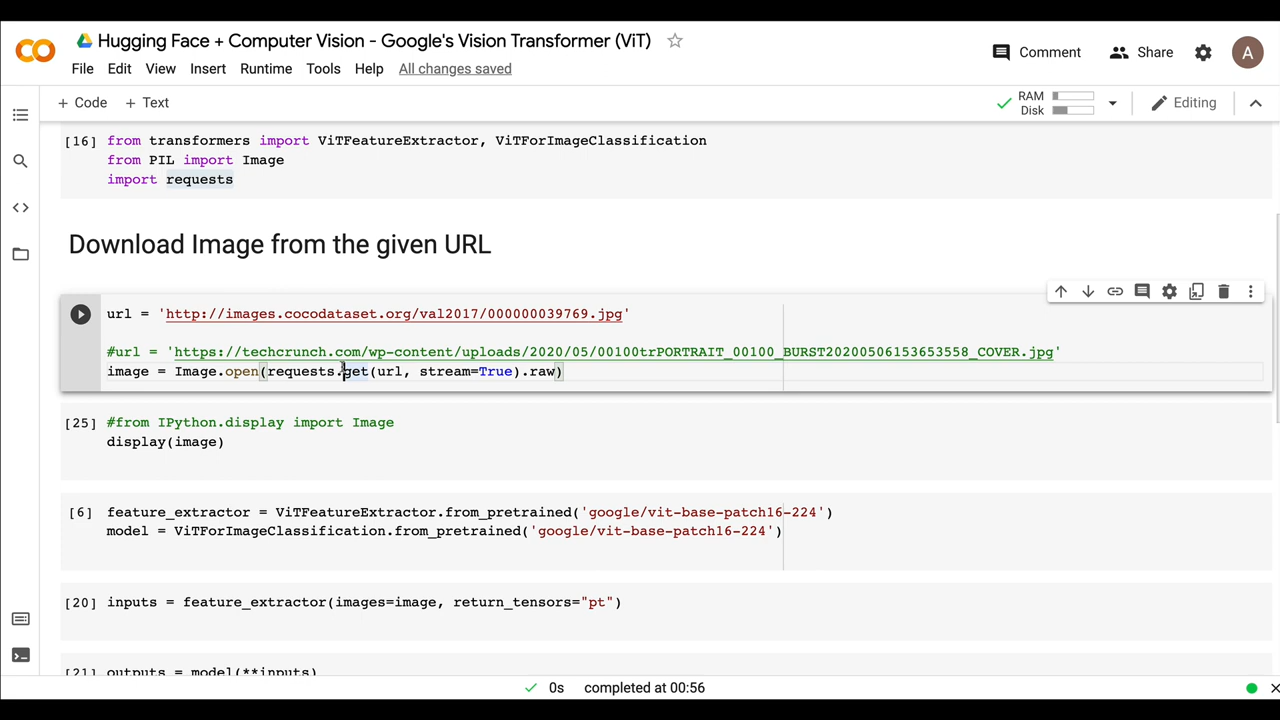 Hugging Face + Computer Vision - Google's Vision Transformer (ViT)
Comment
Share
A
File Edit View Insert Runtime Tools Help All changes saved
+ Code + Text
RAM
Disk
Editing
[16] from transformers import ViTFeatureExtractor, ViTForImageClassification
from PIL import Image
import requests
Download Image from the given URL
url = 'http://images.cocodataset.org/val2017/000000039769.jpg'
#url = 'https://techcrunch.com/wp-content/uploads/2020/05/00100trPORTRAIT_00100_BURST20200506153653558_COVER.jpg'
image = Image.open(requests.get(url, stream=True).raw)
[25] #from IPython.display import Image
display(image)
[6] feature_extractor = ViTFeatureExtractor.from_pretrained('google/vit-base-patch16-224')
model = ViTForImageClassification.from_pretrained('google/vit-base-patch16-224')
[20] inputs = feature_extractor(images=image, return_tensors="pt")
[21] outputs = model(**inputs)
0s completed at 00:56